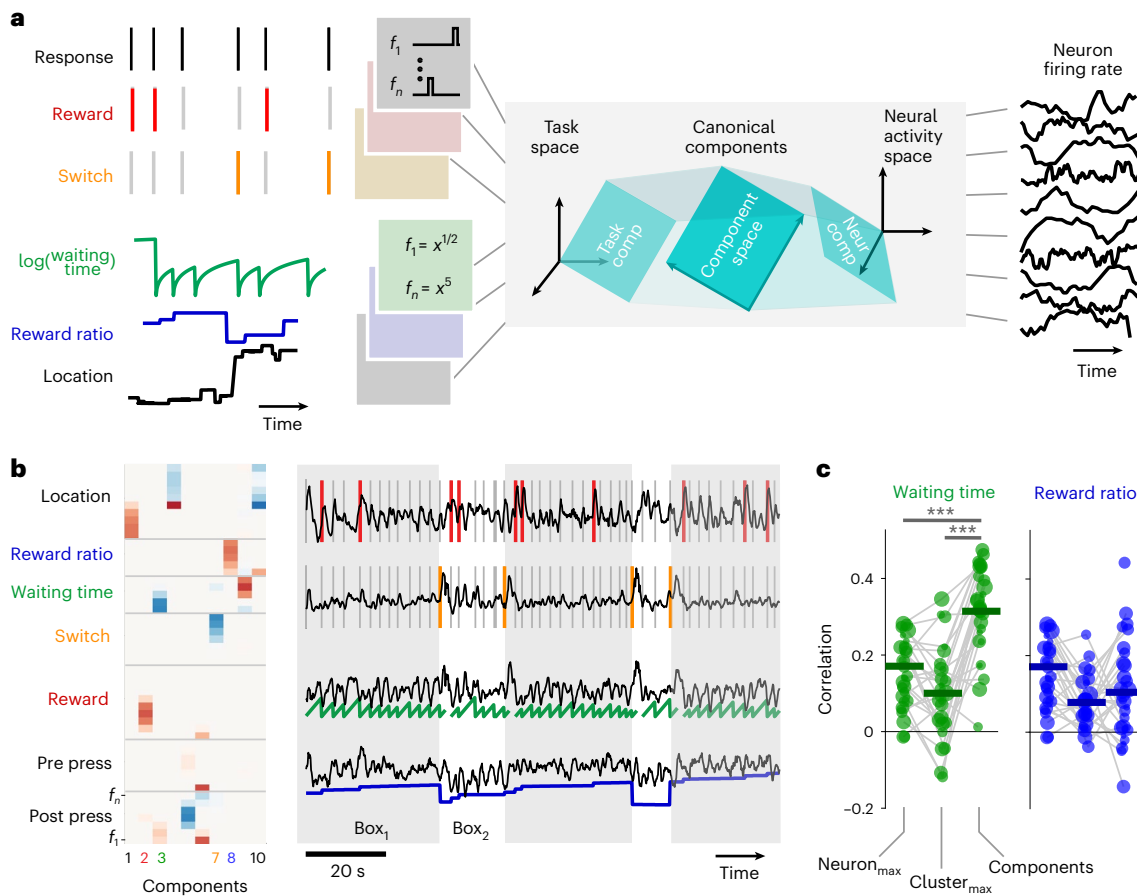 a
Response
Reward
Switch
log(waiting time)
Reward ratio
Location
Time
f1
fn
f1 = x^1/2
fn = x^5
Task space
Canonical components
Neural activity space
Task comp
Component space
Neur comp
Neuron firing rate
Time
b
Location
Reward ratio
Waiting time
Switch
Reward
Pre press
fn
Post press
f1
1 2 3 7 8 10
Components
Box1
Box2
20 s
Time
c
Waiting time
Reward ratio
***
***
Correlation
0.4
0.2
0
−0.2
Neuronmax
Clustermax
Components